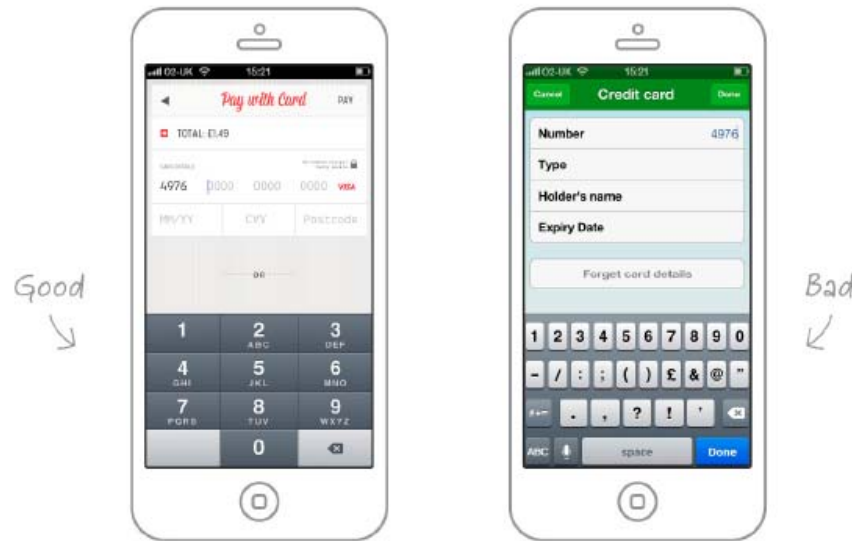 O2-UK 15:21
Pay with Card PAY
TOTAL: £1.49
4976 0000 0000 0000 VISA
MM/YY CVV Postcode
OR
1 2 3
ABC DEF
4 5 6
GHI JKL MNO
7 8 9
PQRS TUV WXYZ
0
Good
O2-UK 15:21
Cancel Credit card Done
Number 4976
Type
Holder's name
Expiry Date
Forget card details
1 2 3 4 5 6 7 8 9 0
- / : ; ( ) £ & @ "
#+= . , ? ! '
ABC space Done
Bad